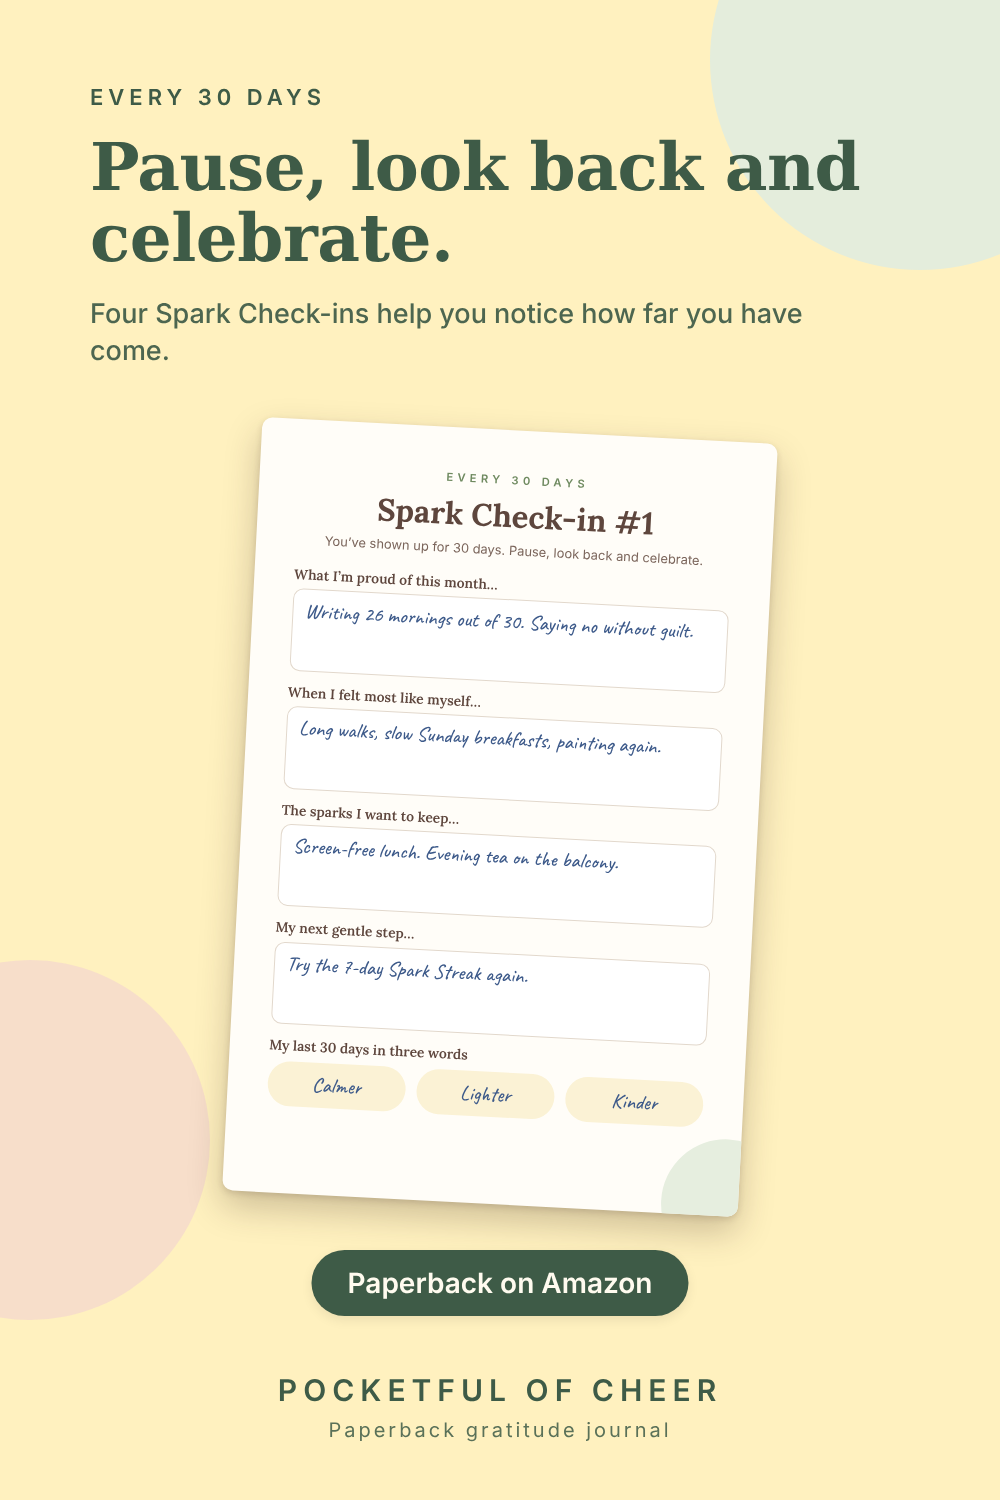 EVERY 30 DAYS
Pause, look back and
celebrate.
Four Spark Check-ins help you notice how far you have
come.
EVERY 30 DAYS
Spark Check-in #1
You’ve shown up for 30 days. Pause, look back and celebrate.
What I’m proud of this month…
Writing 26 mornings out of 30. Saying no without guilt.
When I felt most like myself…
Long walks, slow Sunday breakfasts, painting again.
The sparks I want to keep…
Screen-free lunch. Evening tea on the balcony.
My next gentle step…
Try the 7-day Spark Streak again.
My last 30 days in three words
Calmer Lighter Kinder
Paperback on Amazon
POCKETFUL OF CHEER
Paperback gratitude journal